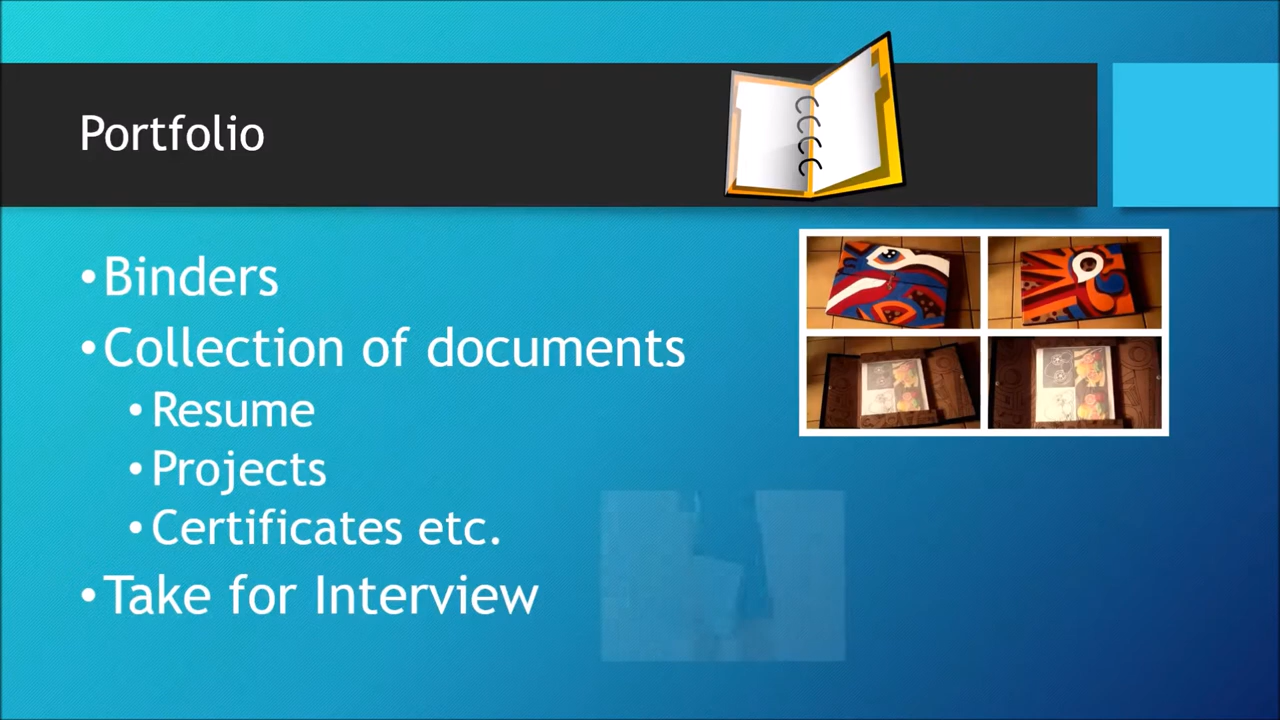 Portfolio
•Binders
•Collection of documents
•Resume
•Projects
•Certificates etc.
•Take for Interview